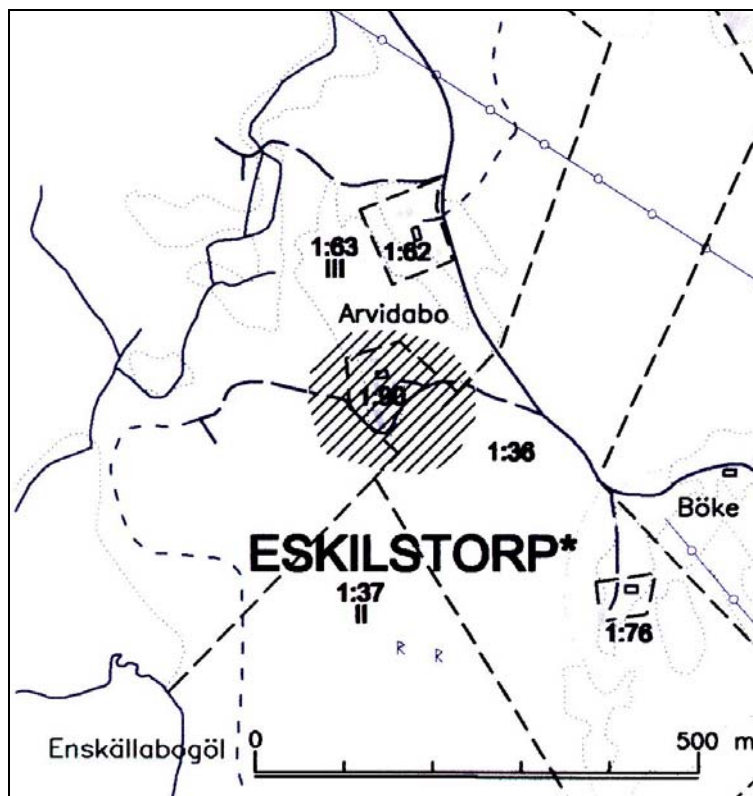 1:63
III
1:62
Arvidabo
1:36
Böke
ESKILSTORP*
1:37
II
R
R
1:76
Enskällabogöl
0
500 m